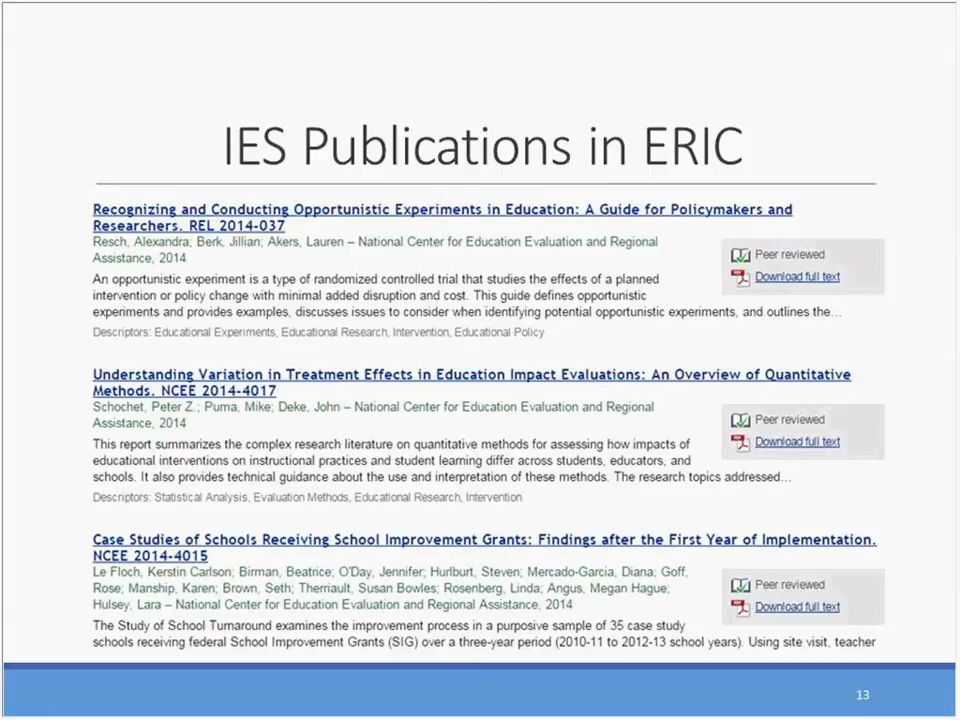 IES Publications in ERIC
Recognizing and Conducting Opportunistic Experiments in Education: A Guide for Policymakers and
Researchers. REL 2014-037
Resch, Alexandra; Berk, Jillian; Akers, Lauren – National Center for Education Evaluation and Regional
Assistance, 2014
Peer reviewed
Download full text
An opportunistic experiment is a type of randomized controlled trial that studies the effects of a planned
intervention or policy change with minimal added disruption and cost. This guide defines opportunistic
experiments and provides examples, discusses issues to consider when identifying potential opportunistic experiments, and outlines the…
Descriptors: Educational Experiments, Educational Research, Intervention, Educational Policy
Understanding Variation in Treatment Effects in Education Impact Evaluations: An Overview of Quantitative
Methods. NCEE 2014-4017
Schochet, Peter Z.; Puma, Mike; Deke, John – National Center for Education Evaluation and Regional
Assistance, 2014
Peer reviewed
Download full text
This report summarizes the complex research literature on quantitative methods for assessing how impacts of
educational interventions on instructional practices and student learning differ across students, educators, and
schools. It also provides technical guidance about the use and interpretation of these methods. The research topics addressed…
Descriptors: Statistical Analysis, Evaluation Methods, Educational Research, Intervention
Case Studies of Schools Receiving School Improvement Grants: Findings after the First Year of Implementation.
NCEE 2014-4015
Le Floch, Kerstin Carlson; Birman, Beatrice; O'Day, Jennifer; Hurlburt, Steven; Mercado-Garcia, Diana; Goff,
Rose; Manship, Karen; Brown, Seth; Therriault, Susan Bowles; Rosenberg, Linda; Angus, Megan Hague;
Hulsey, Lara – National Center for Education Evaluation and Regional Assistance, 2014
Peer reviewed
Download full text
The Study of School Turnaround examines the improvement process in a purposive sample of 35 case study
schools receiving federal School Improvement Grants (SIG) over a three-year period (2010-11 to 2012-13 school years). Using site visit, teacher
13